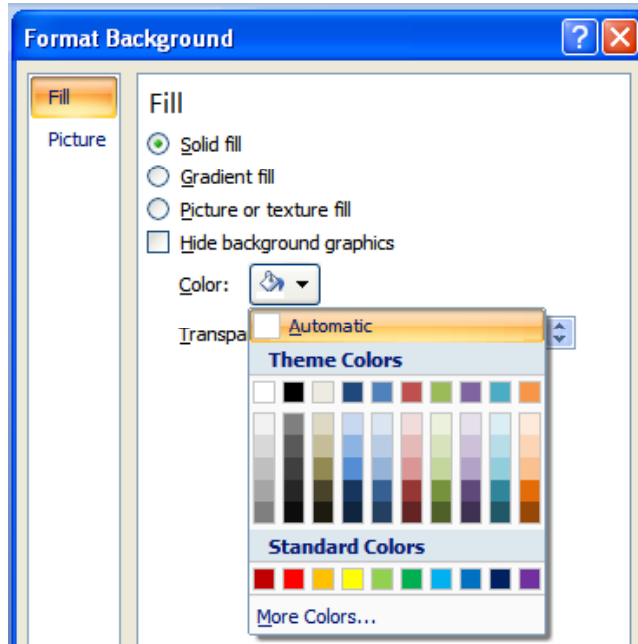 Format Background
Fill
Picture
Fill
Solid fill
Gradient fill
Picture or texture fill
Hide background graphics
Color:
Automatic
Theme Colors
Standard Colors
More Colors...